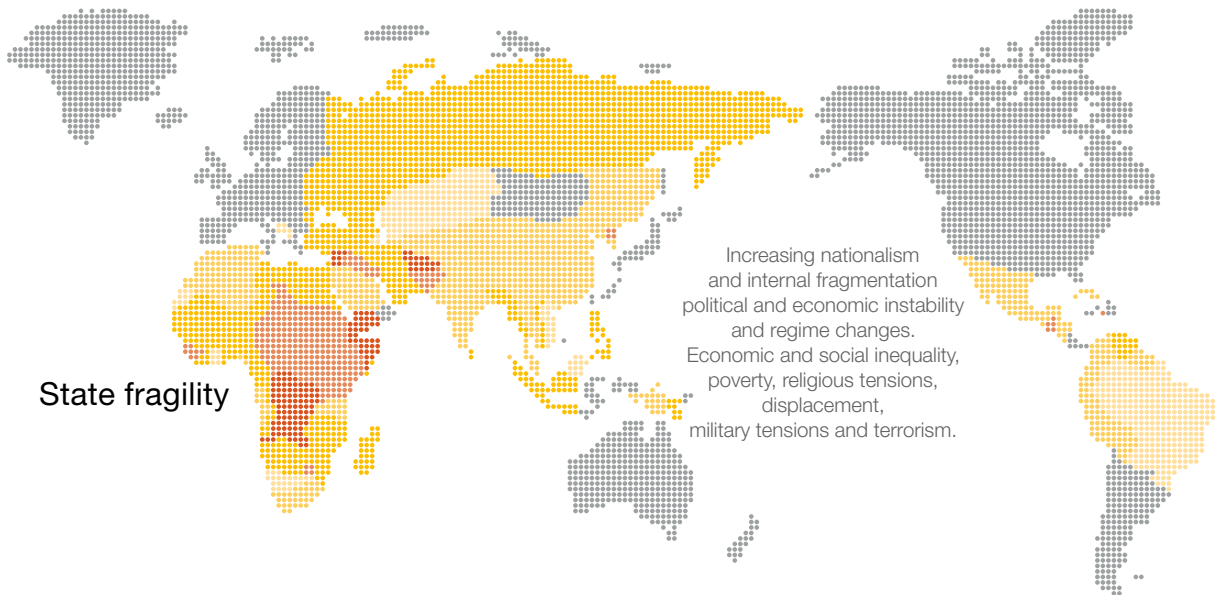 Increasing nationalism
and internal fragmentation
political and economic instability
and regime changes.
Economic and social inequality,
poverty, religious tensions,
displacement,
military tensions and terrorism.
State fragility